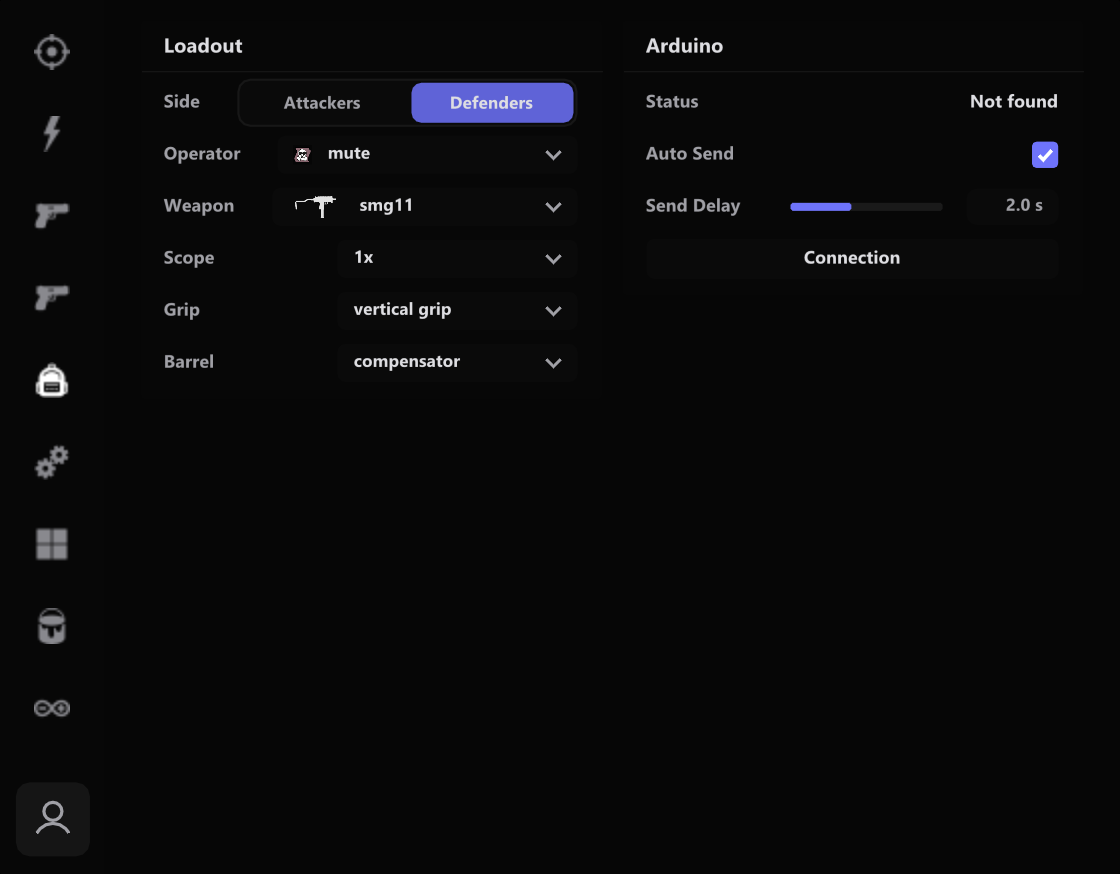 Loadout
Side Attackers Defenders
Operator mute
Weapon smg11
Scope 1x
Grip vertical grip
Barrel compensator
Arduino
Status Not found
Auto Send
Send Delay 2.0 s
Connection